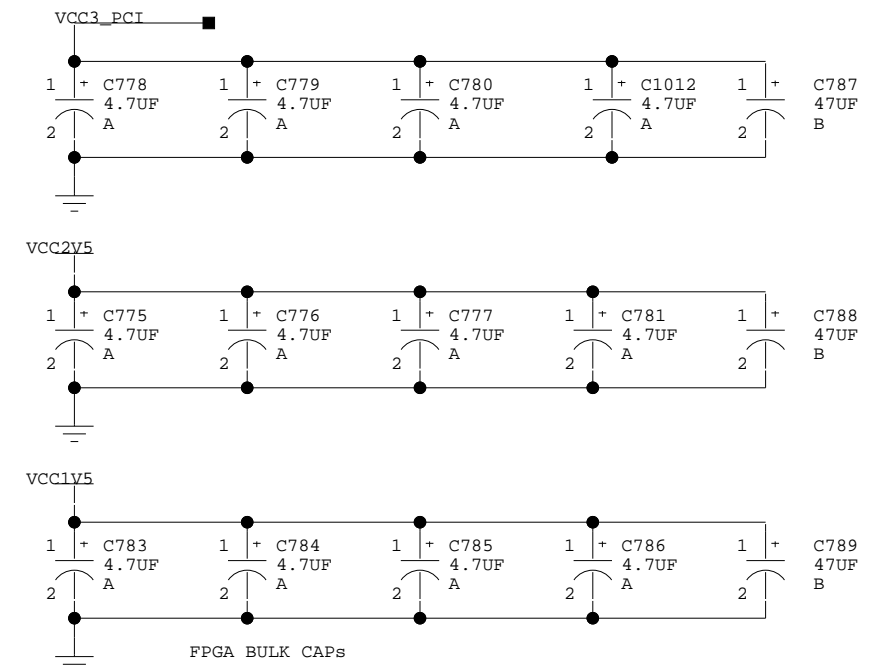 VCC3_PCI
1 + C778 1 + C779 1 + C780 1 + C1012 1 + C787
4.7UF 4.7UF 4.7UF 4.7UF 47UF
2 A 2 A 2 A 2 A 2 B
VCC2V5
1 + C775 1 + C776 1 + C777 1 + C781 1 + C788
4.7UF 4.7UF 4.7UF 4.7UF 47UF
2 A 2 A 2 A 2 A 2 B
VCC1V5
1 + C783 1 + C784 1 + C785 1 + C786 1 + C789
4.7UF 4.7UF 4.7UF 4.7UF 47UF
2 A 2 A 2 A 2 A 2 B
FPGA BULK CAPs